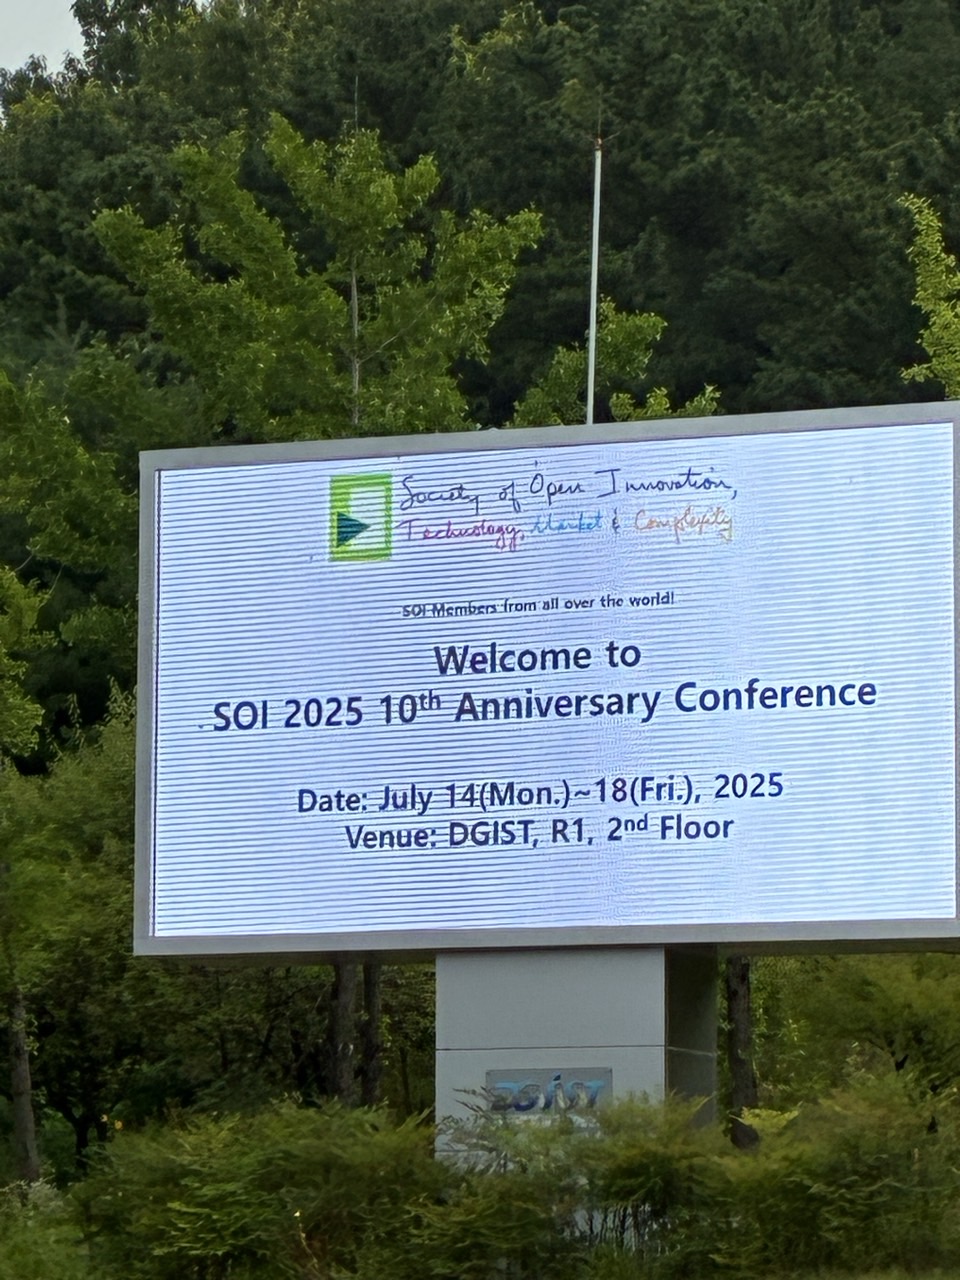 Society of Open Innovation,
Technology, Market & Complexity
SOI Members from all over the world!
Welcome to
SOI 2025 10th Anniversary Conference
Date: July 14(Mon.)~18(Fri.), 2025
Venue: DGIST, R1, 2nd Floor
DGIST